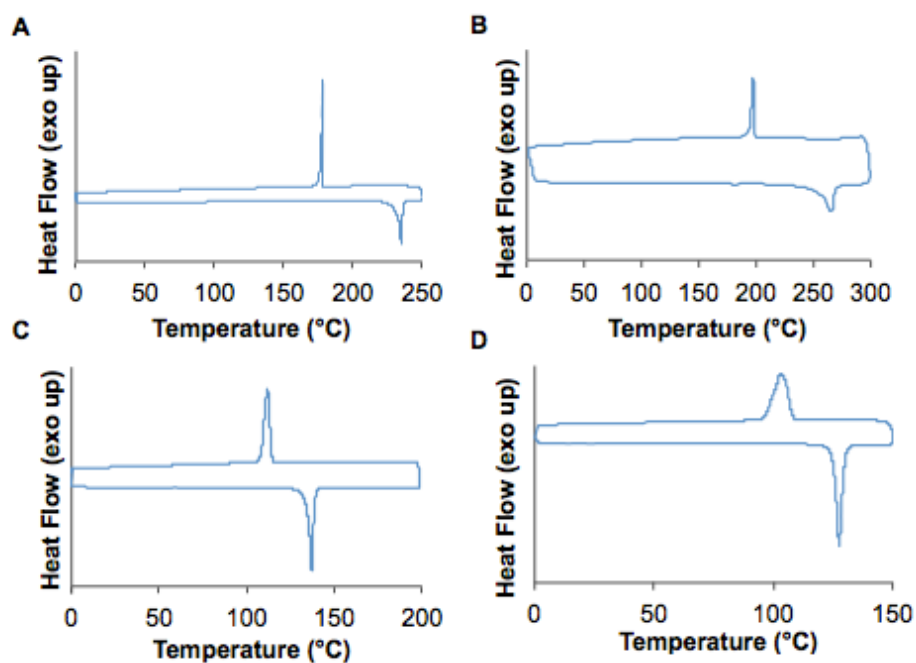 A
Heat Flow (exo up)
0 50 100 150 200 250
Temperature (°C)
B
Heat Flow (exo up)
0 50 100 150 200 250 300
Temperature (°C)
C
Heat Flow (exo up)
0 50 100 150 200
Temperature (°C)
D
Heat Flow (exo up)
0 50 100 150
Temperature (°C)